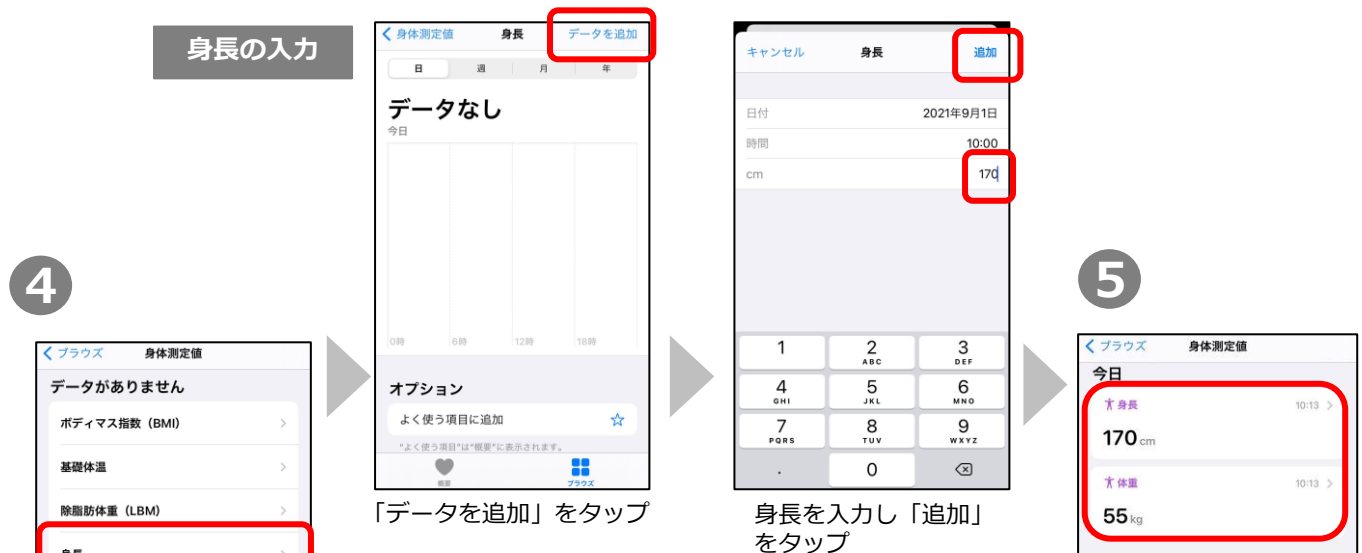 身長の入力
4
< ブラウズ 身体測定値
データがありません
ボディマス指数（BMI） >
基礎体温 >
除脂肪体重（LBM） >
身長 >
< 身体測定値 身長 データを追加
日 週 月 年
データなし
今日
0時 6時 12時 18時
オプション
よく使う項目に追加
"よく使う項目"は"概要"に表示されます。
概要 ブラウズ
「データを追加」をタップ
キャンセル 身長 追加
日付 2021年9月1日
時間 10:00
cm 170
1 2 3
ABC DEF
4 5 6
GHI JKL MNO
7 8 9
PQRS TUV WXYZ
. 0
身長を入力し「追加」
をタップ
5
< ブラウズ 身体測定値
今日
身長 10:13 >
170 cm
体重 10:13 >
55 kg